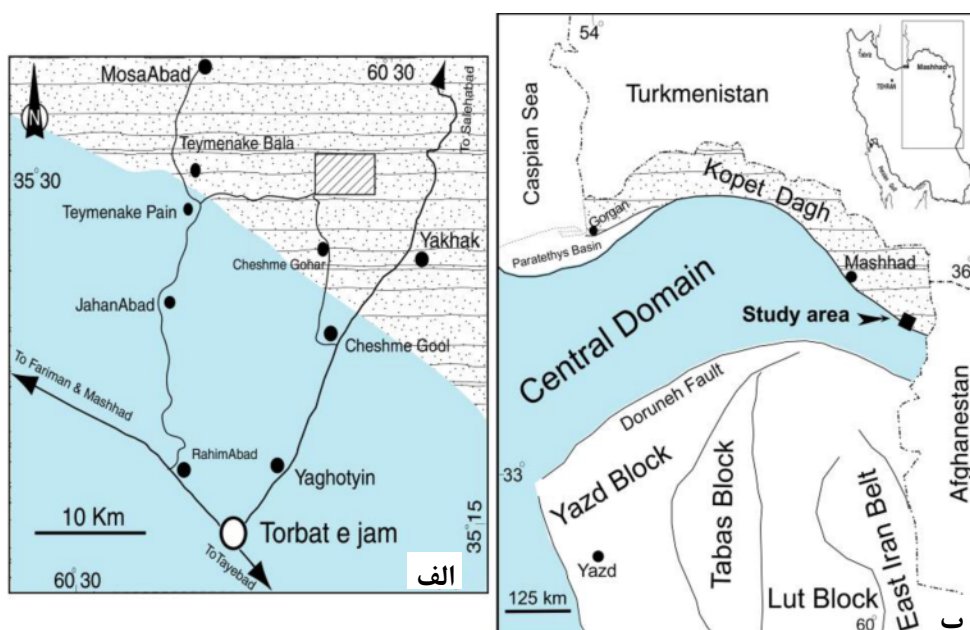 60 30
MosaAbad
To Salehabad
N
Teymenake Bala
35 30
Teymenake Pain
Yakhak
Cheshme Gohar
JahanAbad
Cheshme Gool
To Fariman & Mashhad
RahimAbad
Yaghotyin
10 Km
Torbat e jam
35 15
ToTayebad
60 30
الف
54
Caspian Sea
Turkmenistan
TEHRAN
Mashhad
Kopet Dagh
Gorgan
Paratethys Basin
Mashhad
36
Central Domain
Study area
Doruneh Fault
Afghanestan
33
Yazd Block
Tabas Block
East Iran Belt
Yazd
Lut Block
125 km
60
ب